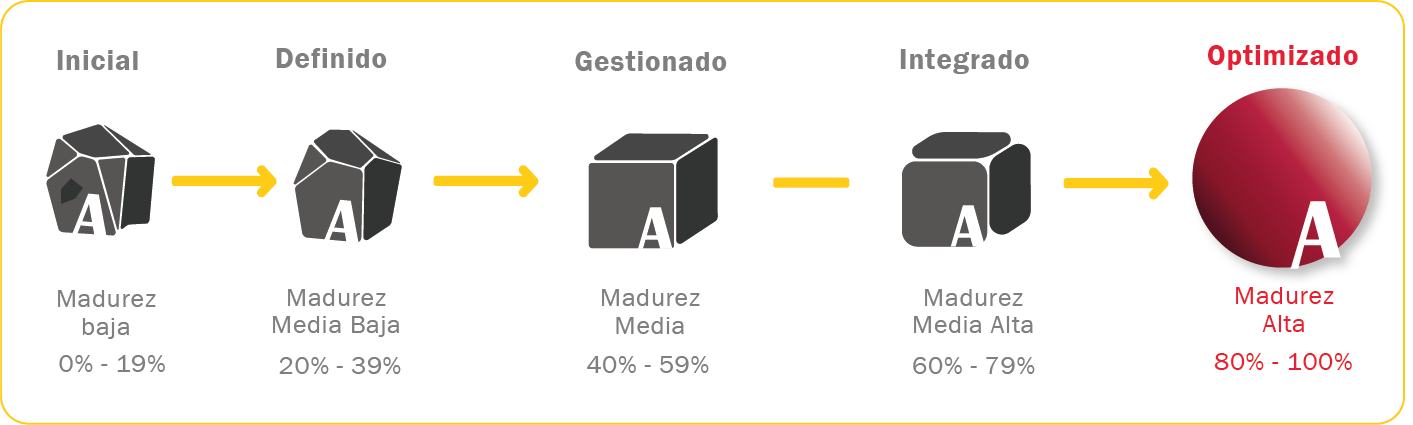 Inicial
Definido
Gestionado
Integrado
Optimizado
A
A
A
A
A
Madurez
baja
0% - 19%
Madurez
Media Baja
20% - 39%
Madurez
Media
40% - 59%
Madurez
Media Alta
60% - 79%
Madurez
Alta
80% - 100%